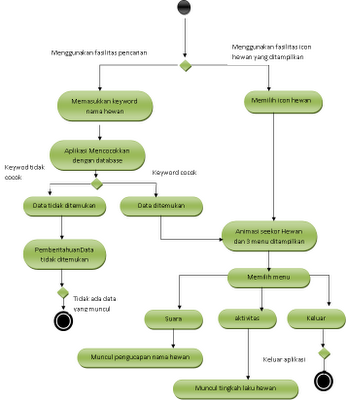 Menggunakan fasilitas pencarian
Menggunakan fasilitas icon
hewan yang ditampilkan
Memasukkan keyword
nama hewan
Memilih icon hewan
Aplikasi Mencocokkan
dengan database
Keywod tidak
cocok
Keyword cocok
Data tidak ditemukan
Data ditemukan
Animasi seekor Hewan
dan 3 menu ditampilkan
Pemberitahuan Data
tidak ditemukan
Memilih menu
Tidak ada data
yang muncul
Suara
aktivitas
Keluar
Muncul pengucapan nama hewan
Keluar aplikasi
Muncul tingkah laku hewan